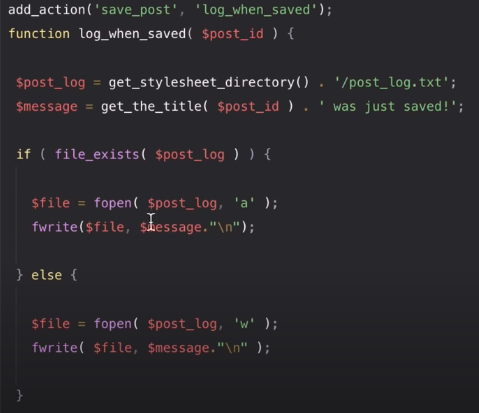 add_action('save_post', 'log_when_saved');
function log_when_saved( $post_id ) {
$post_log = get_stylesheet_directory() . '/post_log.txt';
$message = get_the_title( $post_id ) . ' was just saved!';
if ( file_exists( $post_log ) ) {
$file = fopen( $post_log, 'a' );
fwrite($file, $message."\n");
} else {
$file = fopen( $post_log, 'w' );
fwrite( $file, $message."\n" );
}